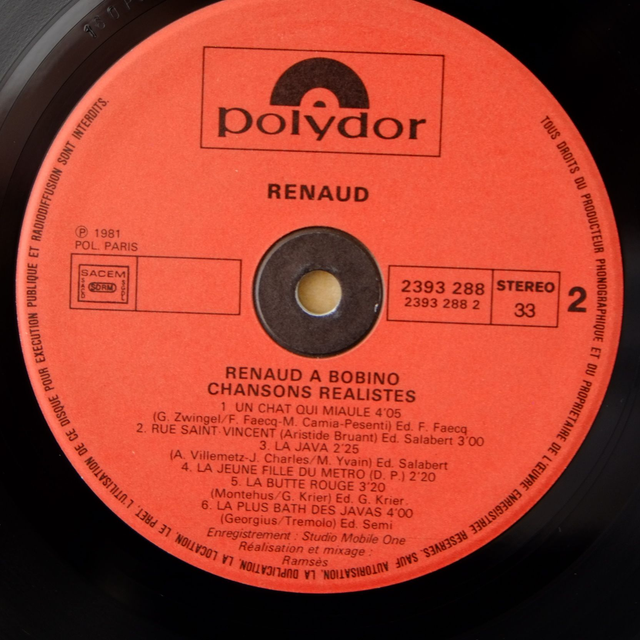 polydor
RENAUD
℗ 1981
POL. PARIS
SACEM
SDRM
2393 288
2393 288 2
STEREO
33
2
RENAUD A BOBINO
CHANSONS REALISTES
1. UN CHAT QUI MIAULE 4'05
(G. Zwingel/F. Faecq-M. Camia-Pesenti) Ed. F. Faecq
2. RUE SAINT-VINCENT (Aristide Bruant) Ed. Salabert 3'00
3. LA JAVA 2'25
(A. Villemetz-J. Charles/M. Yvain) Ed. Salabert
4. LA JEUNE FILLE DU METRO (D. P.) 2'20
5. LA BUTTE ROUGE 3'20
(Montehus/G. Krier) Ed. G. Krier
6. LA PLUS BATH DES JAVAS 4'00
(Georgius/Tremolo) Ed. Semi
Enregistrement : Studio Mobile One
Réalisation et mixage :
Ramsès
TOUS DROITS DU PRODUCTEUR PHONOGRAPHIQUE ET DU PROPRIETAIRE DE L'ŒUVRE ENREGISTREE RESERVES. SAUF AUTORISATION, LA DUPLICATION, LA LOCATION, LE PRET, L'UTILISATION DE CE DISQUE POUR EXECUTION PUBLIQUE ET RADIODIFFUSION SONT INTERDITS.